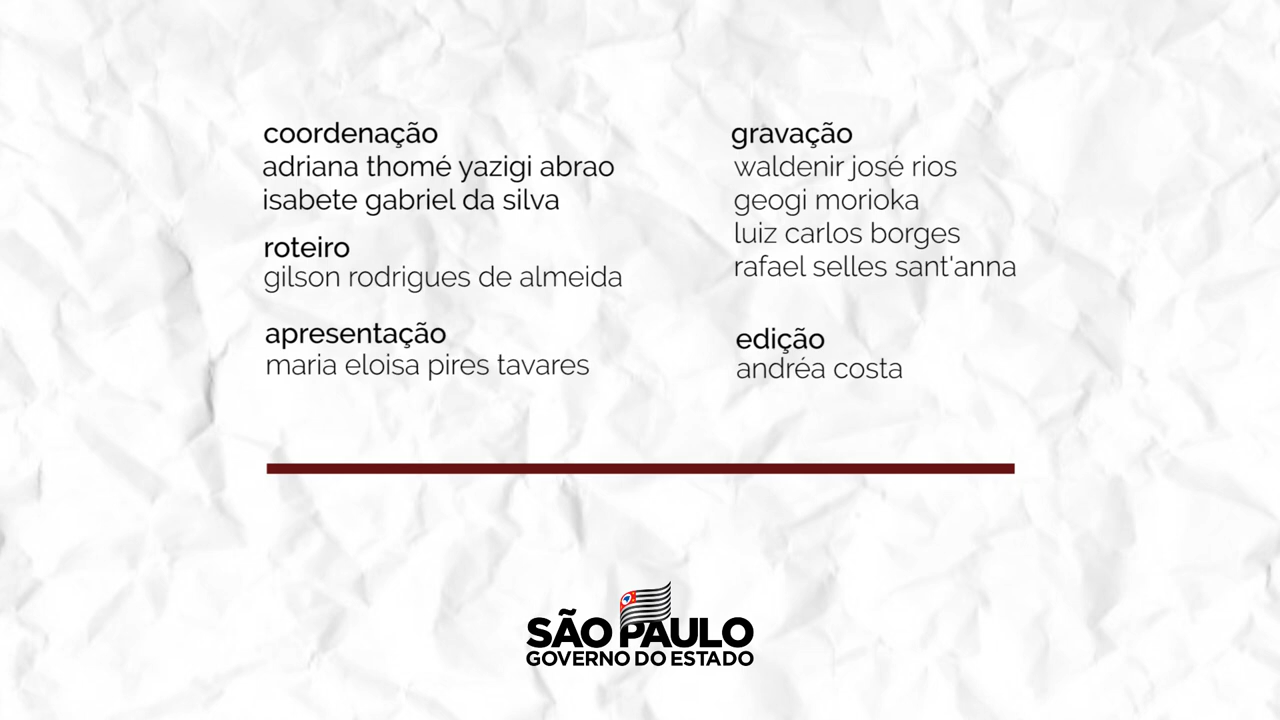 coordenação
adriana thomé yazigi abrao
isabete gabriel da silva
roteiro
gilson rodrigues de almeida
apresentação
maria eloisa pires tavares
gravação
waldenir josé rios
geogi morioka
luiz carlos borges
rafael selles sant'anna
edição
andréa costa
SÃO PAULO
GOVERNO DO ESTADO